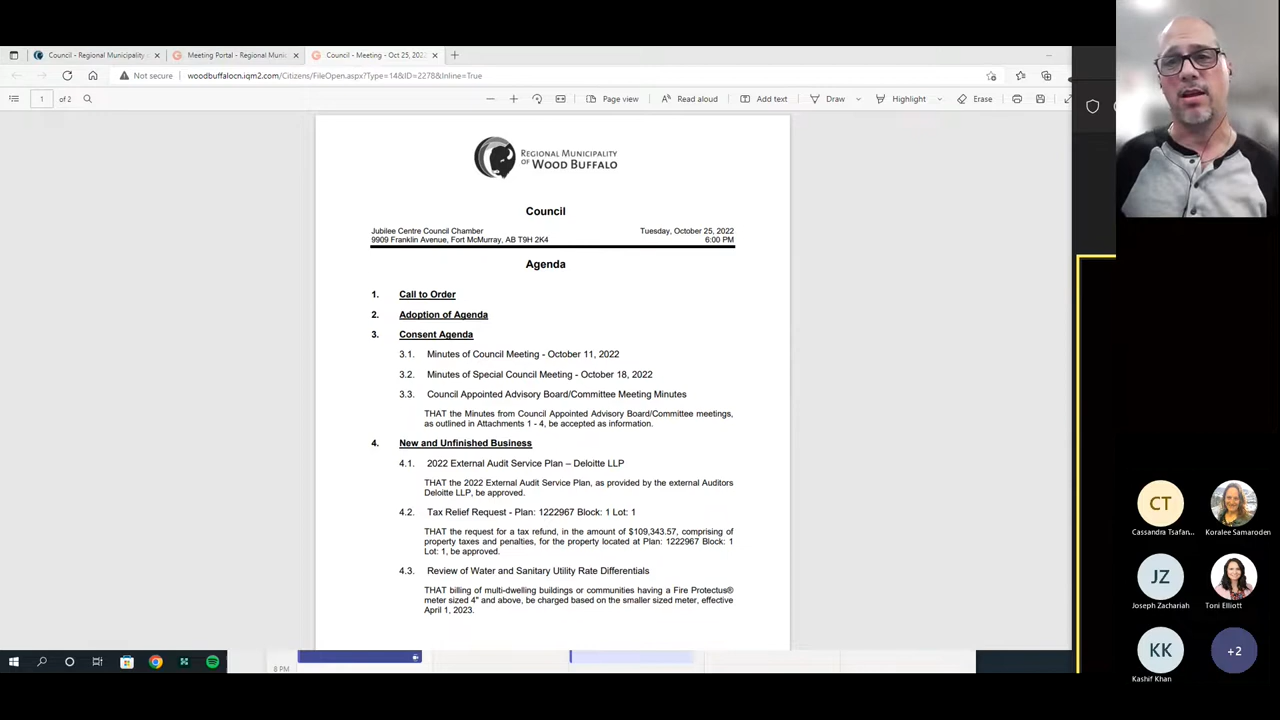 Council - Regional Municipality
Meeting Portal - Regional Munic
Council - Meeting - Oct 25, 202
Not secure
woodbuffalocn.iqm2.com/Citizens/FileOpen.aspx?Type=14&ID=2278&Inline=True
1 of 2
Page view
Read aloud
Add text
Draw
Highlight
Erase
REGIONAL MUNICIPALITY
OF WOOD BUFFALO
Council
Jubilee Centre Council Chamber
9909 Franklin Avenue, Fort McMurray, AB T9H 2K4
Tuesday, October 25, 2022
6:00 PM
Agenda
1. Call to Order
2. Adoption of Agenda
3. Consent Agenda
3.1. Minutes of Council Meeting - October 11, 2022
3.2. Minutes of Special Council Meeting - October 18, 2022
3.3. Council Appointed Advisory Board/Committee Meeting Minutes
THAT the Minutes from Council Appointed Advisory Board/Committee meetings,
as outlined in Attachments 1 - 4, be accepted as information.
4. New and Unfinished Business
4.1. 2022 External Audit Service Plan – Deloitte LLP
THAT the 2022 External Audit Service Plan, as provided by the external Auditors
Deloitte LLP, be approved.
4.2. Tax Relief Request - Plan: 1222967 Block: 1 Lot: 1
THAT the request for a tax refund, in the amount of $109,343.57, comprising of
property taxes and penalties, for the property located at Plan: 1222967 Block: 1
Lot: 1, be approved.
4.3. Review of Water and Sanitary Utility Rate Differentials
THAT billing of multi-dwelling buildings or communities having a Fire Protectus®
meter sized 4" and above, be charged based on the smaller sized meter, effective
April 1, 2023.
8 PM
CT
Cassandra Tsafan...
Koralee Samaroden
JZ
Joseph Zachariah
Toni Elliott
KK
Kashif Khan
+2